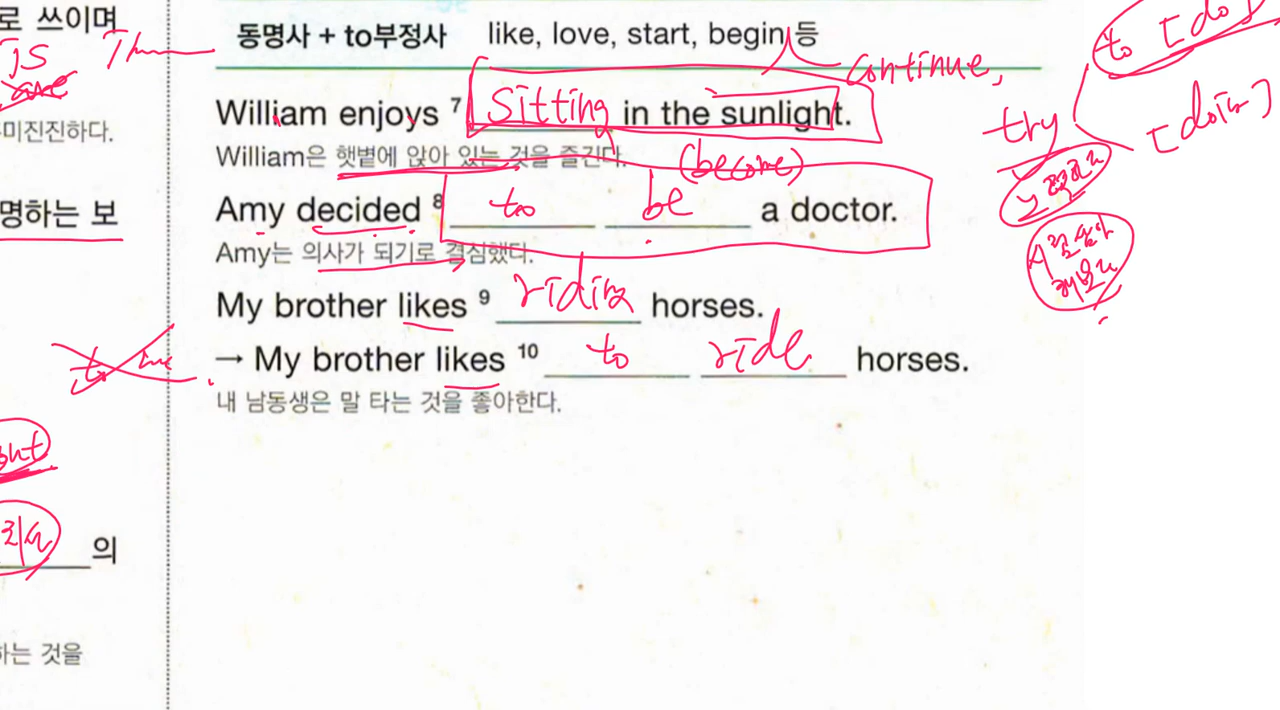 로 쓰이며
is
are
미진진하다.
명하는 보
to
의
하는 것을
동명사 + to부정사 like, love, start, begin 등
continue,
William enjoys 7 Sitting in the sunlight.
William은 햇볕에 앉아 있는 것을 즐긴다.
(become)
Amy decided 8 to be a doctor.
Amy는 의사가 되기로 결심했다.
My brother likes 9 riding horses.
→ My brother likes 10 to ride horses.
내 남동생은 말 타는 것을 좋아한다.
try
to [do]
[doing]